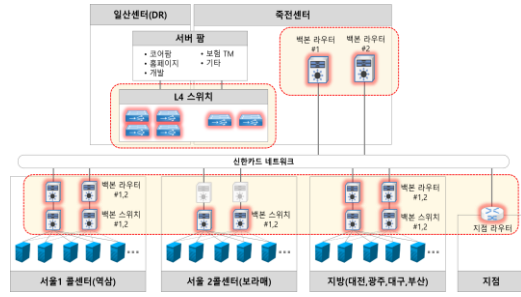 일산센터(DR)
죽전센터
서버 팜
• 코어팜
• 홈페이지
• 개발
• 보험 TM
• 기타
L4 스위치
백본 라우터
#1
백본 라우터
#2
신한카드 네트워크
백본 라우터
#1,2
백본 스위치
#1,2
백본 스위치
#1,2
백본 라우터
#1,2
백본 스위치
#1,2
지점 라우터
서울1 콜센터(역삼)
서울 2콜센터(보라매)
지방(대전,광주,대구,부산)
지점